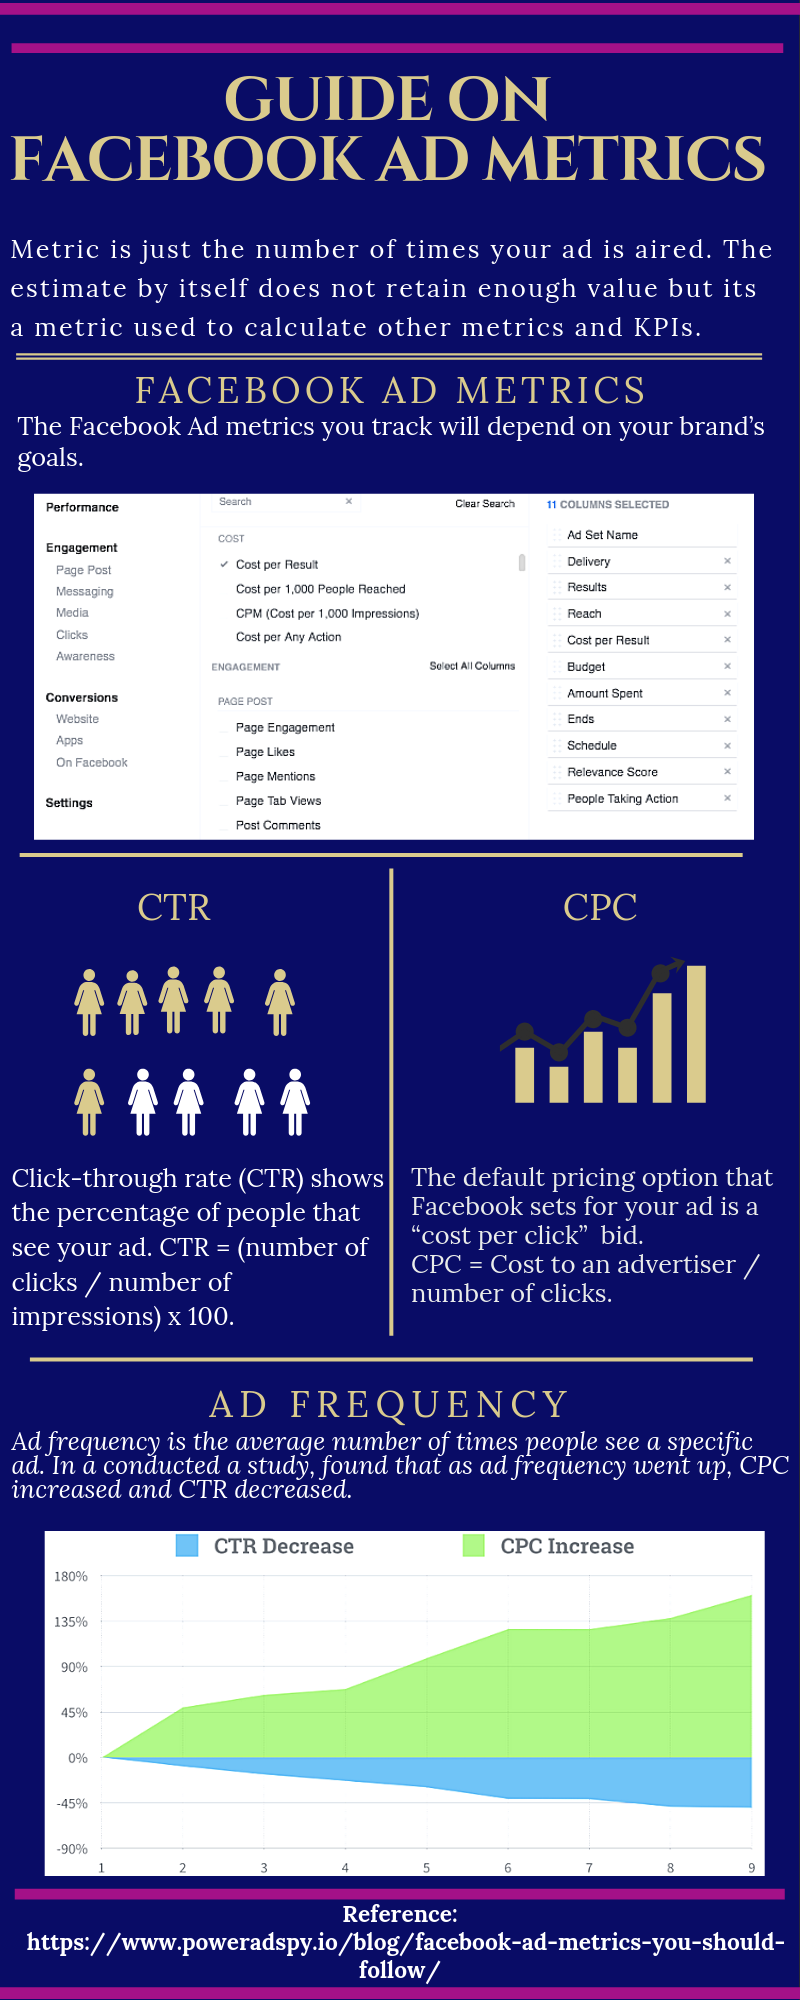 GUIDE ON
FACEBOOK AD METRICS
Metric is just the number of times your ad is aired. The
estimate by itself does not retain enough value but its
a metric used to calculate other metrics and KPIs.
FACEBOOK AD METRICS
The Facebook Ad metrics you track will depend on your brand's
goals.
Performance
Engagement
Page Post
Messaging
Media
Clicks
Awareness
Conversions
Website
Apps
On Facebook
Settings
Search ×
Clear Search
COST
✓ Cost per Result
Cost per 1,000 People Reached
CPM (Cost per 1,000 Impressions)
Cost per Any Action
ENGAGEMENT
Select All Columns
PAGE POST
Page Engagement
Page Likes
Page Mentions
Page Tab Views
Post Comments
11 COLUMNS SELECTED
Ad Set Name
Delivery ×
Results ×
Reach ×
Cost per Result ×
Budget ×
Amount Spent ×
Ends ×
Schedule ×
Relevance Score ×
People Taking Action ×
CTR
Click-through rate (CTR) shows
the percentage of people that
see your ad. CTR = (number of
clicks / number of
impressions) x 100.
CPC
The default pricing option that
Facebook sets for your ad is a
“cost per click”  bid.
CPC = Cost to an advertiser /
number of clicks.
AD FREQUENCY
Ad frequency is the average number of times people see a specific
ad. In a conducted a study, found that as ad frequency went up, CPC
increased and CTR decreased.
CTR Decrease
CPC Increase
180%
135%
90%
45%
0%
-45%
-90%
1 2 3 4 5 6 7 8 9
Reference:
https://www.poweradspy.io/blog/facebook-ad-metrics-you-should-
follow/